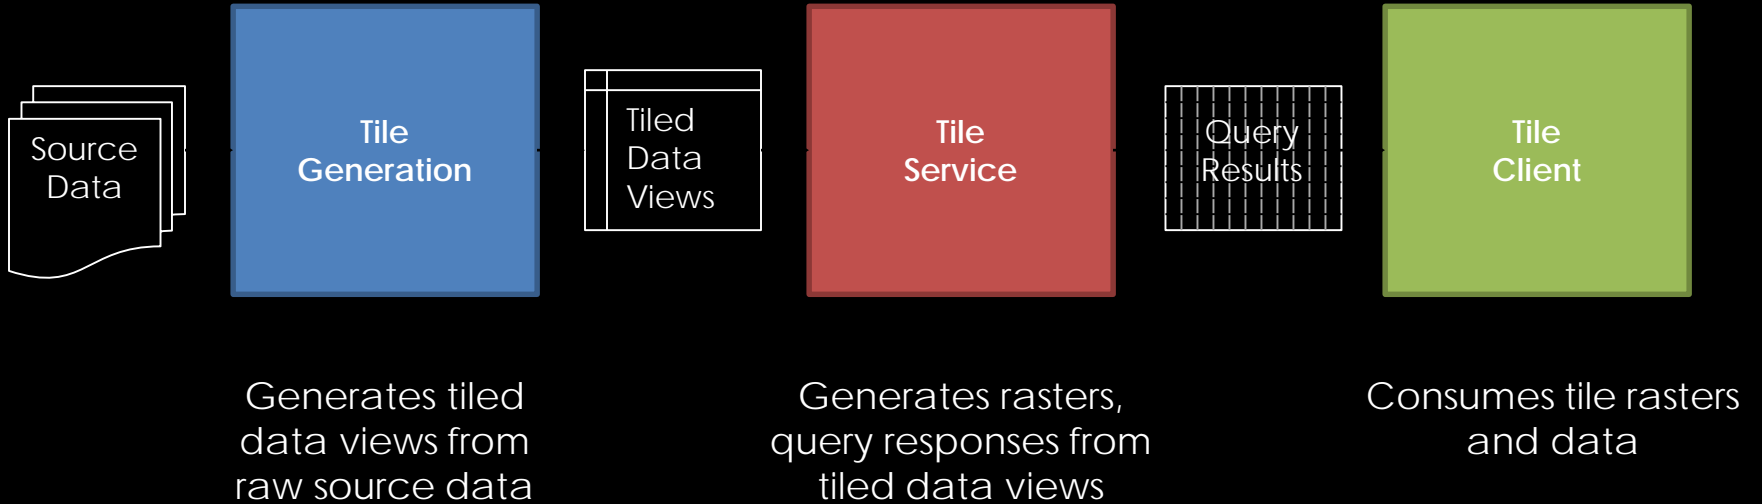 Source
Data
Tile
Generation
Tiled
Data
Views
Tile
Service
Query
Results
Tile
Client
Generates tiled
data views from
raw source data
Generates rasters,
query responses from
tiled data views
Consumes tile rasters
and data